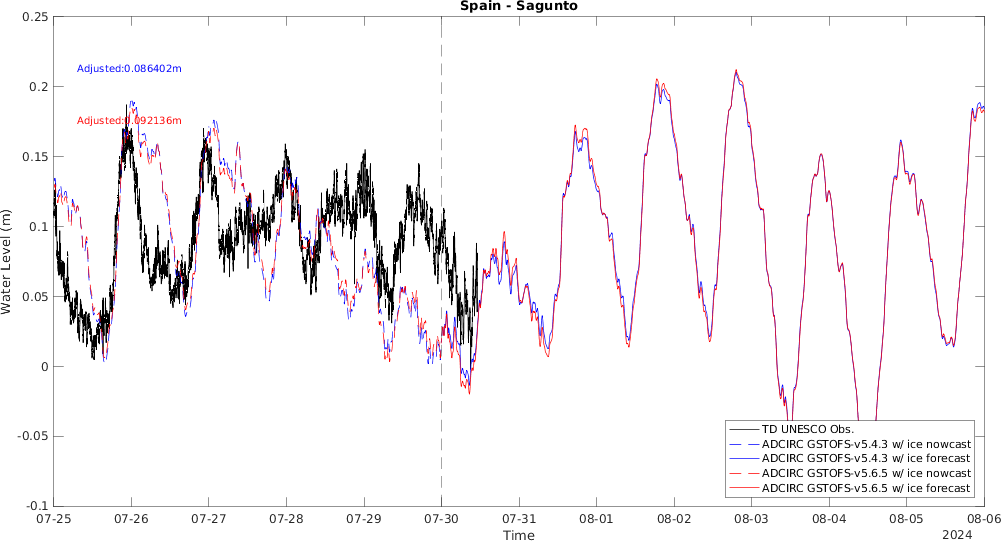 Spain - Sagunto
0.25
0.2
0.15
0.1
0.05
0
-0.05
-0.1
Water Level (m)
Adjusted:0.086402m
Adjusted:0.092136m
TD UNESCO Obs.
ADCIRC GSTOFS-v5.4.3 w/ ice nowcast
ADCIRC GSTOFS-v5.4.3 w/ ice forecast
ADCIRC GSTOFS-v5.6.5 w/ ice nowcast
ADCIRC GSTOFS-v5.6.5 w/ ice forecast
07-25 07-26 07-27 07-28 07-29 07-30 07-31 08-01 08-02 08-03 08-04 08-05 08-06
Time
2024